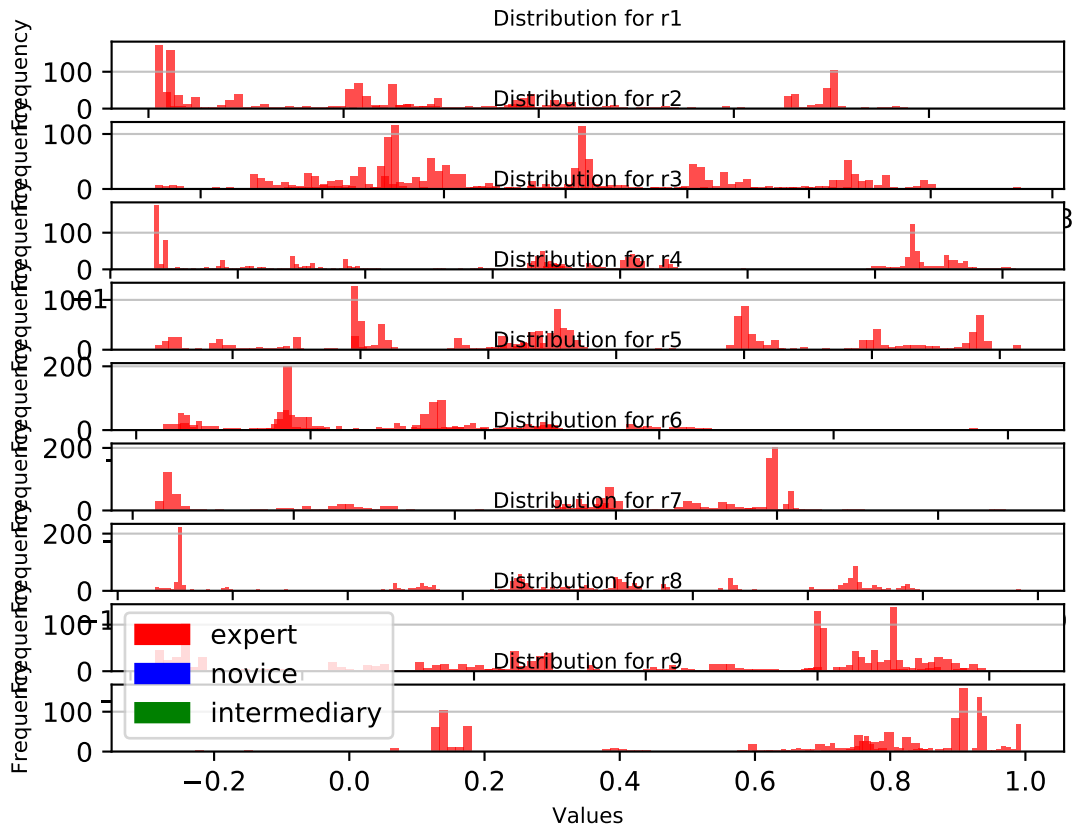 Distribution for r1
Frequency
100
0
Distribution for r2
Frequency
100
0
Distribution for r3
Frequency
100
0
Distribution for r4
Frequency
100
0
Distribution for r5
Frequency
200
0
Distribution for r6
Frequency
200
0
Distribution for r7
Frequency
200
0
Distribution for r8
Frequency
100
0
Distribution for r9
Frequency
100
0
expert
novice
intermediary
−0.2 0.0 0.2 0.4 0.6 0.8 1.0
Values